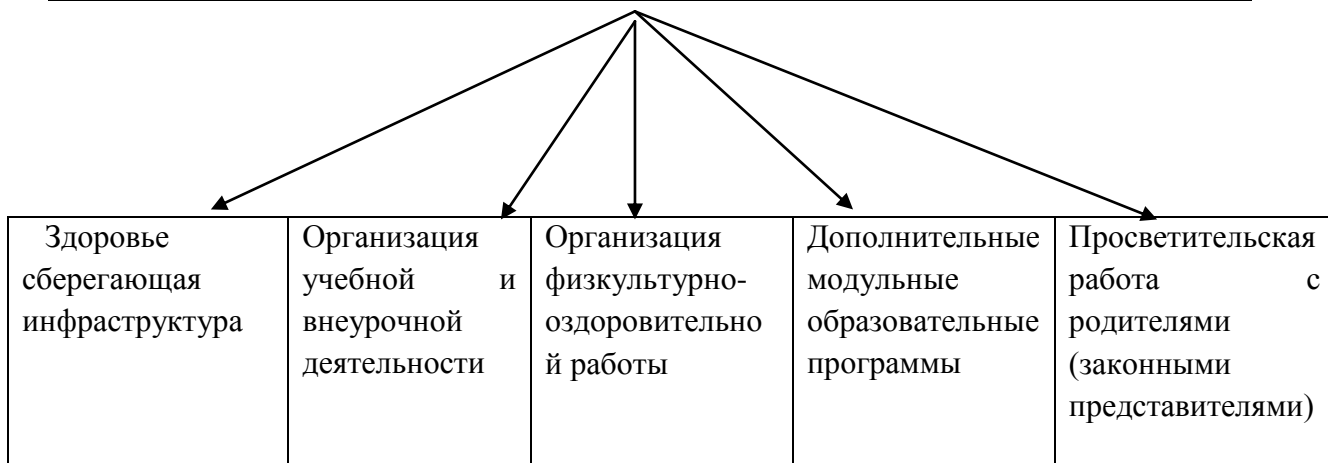 Здоровье
сберегающая
инфраструктура
Организация
учебной и
внеурочной
деятельности
Организация
физкультурно-
оздоровительно
й работы
Дополнительные
модульные
образовательные
программы
Просветительская
работа с
родителями
(законными
представителями)